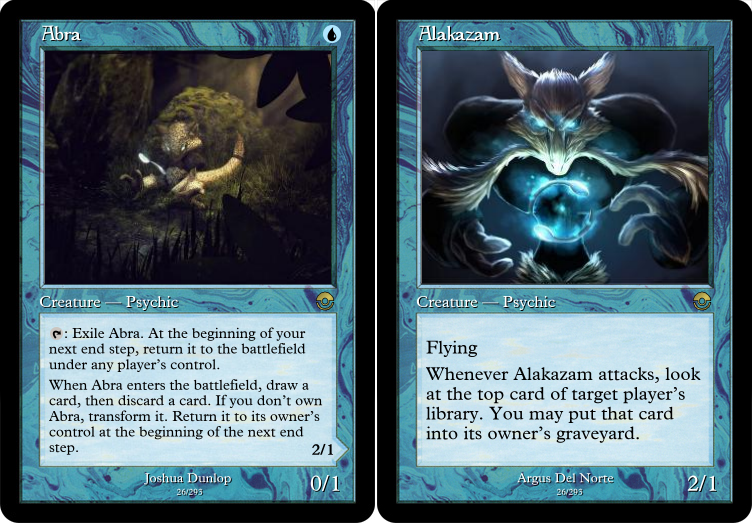 Abra
Creature — Psychic
: Exile Abra. At the beginning of your
next end step, return it to the battlefield
under any player's control.
When Abra enters the battlefield, draw a
card, then discard a card. If you don't own
Abra, transform it. Return it to its owner's
control at the beginning of the next end
step.
2/1
Joshua Dunlop
26/293
0/1
Alakazam
Creature — Psychic
Flying
Whenever Alakazam attacks, look
at the top card of target player's
library. You may put that card
into its owner's graveyard.
Argus Del Norte
26/293
2/1